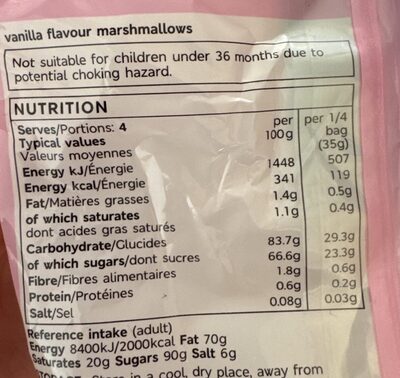 vanilla flavour marshmallows
Not suitable for children under 36 months due to
potential choking hazard.
NUTRITION
Serves/Portions: 4 per per 1/4
Typical values 100g bag
Valeurs moyennes (35g)
Energy kJ/Énergie 1448 507
Energy kcal/Énergie 341 119
Fat/Matières grasses 1.4g 0.5g
of which saturates 1.1g 0.4g
dont acides gras saturés
Carbohydrate/Glucides 83.7g 29.3g
of which sugars/dont sucres 66.6g 23.3g
Fibre/Fibres alimentaires 1.8g 0.6g
Protein/Protéines 0.6g 0.2g
Salt/Sel 0.08g 0.03g
Reference intake (adult)
Energy 8400kJ/2000kcal Fat 70g
Saturates 20g Sugars 90g Salt 6g
in a cool, dry place, away from